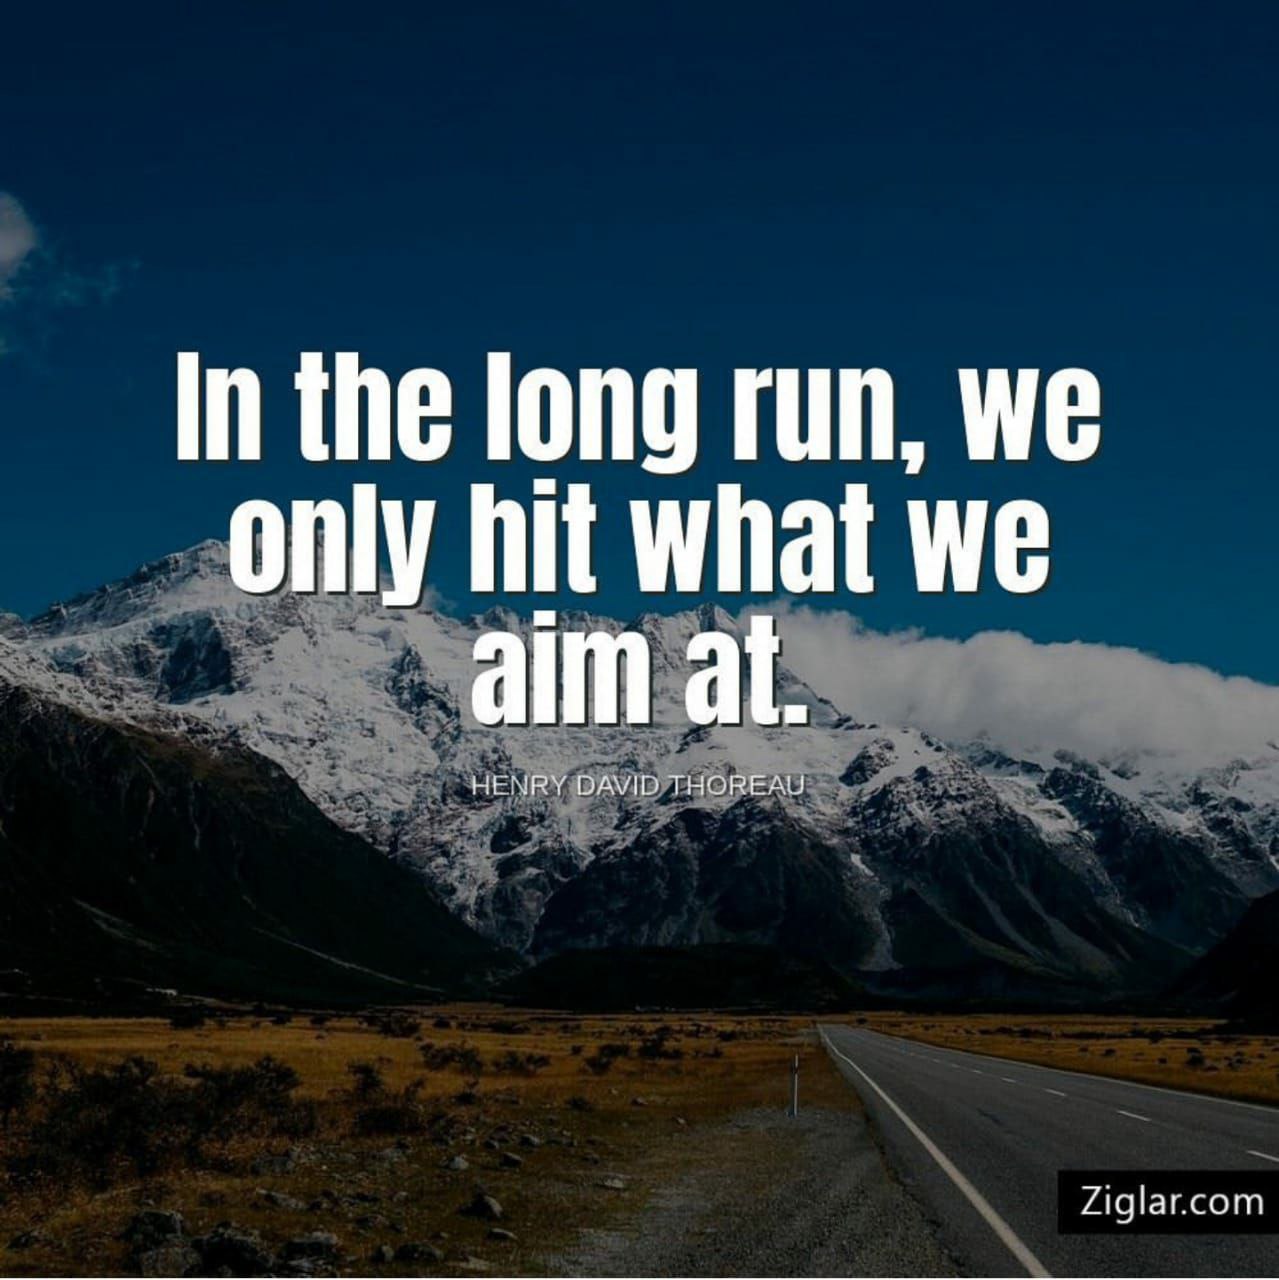 In the long run, we
only hit what we
aim at.
HENRY DAVID THOREAU
Ziglar.com